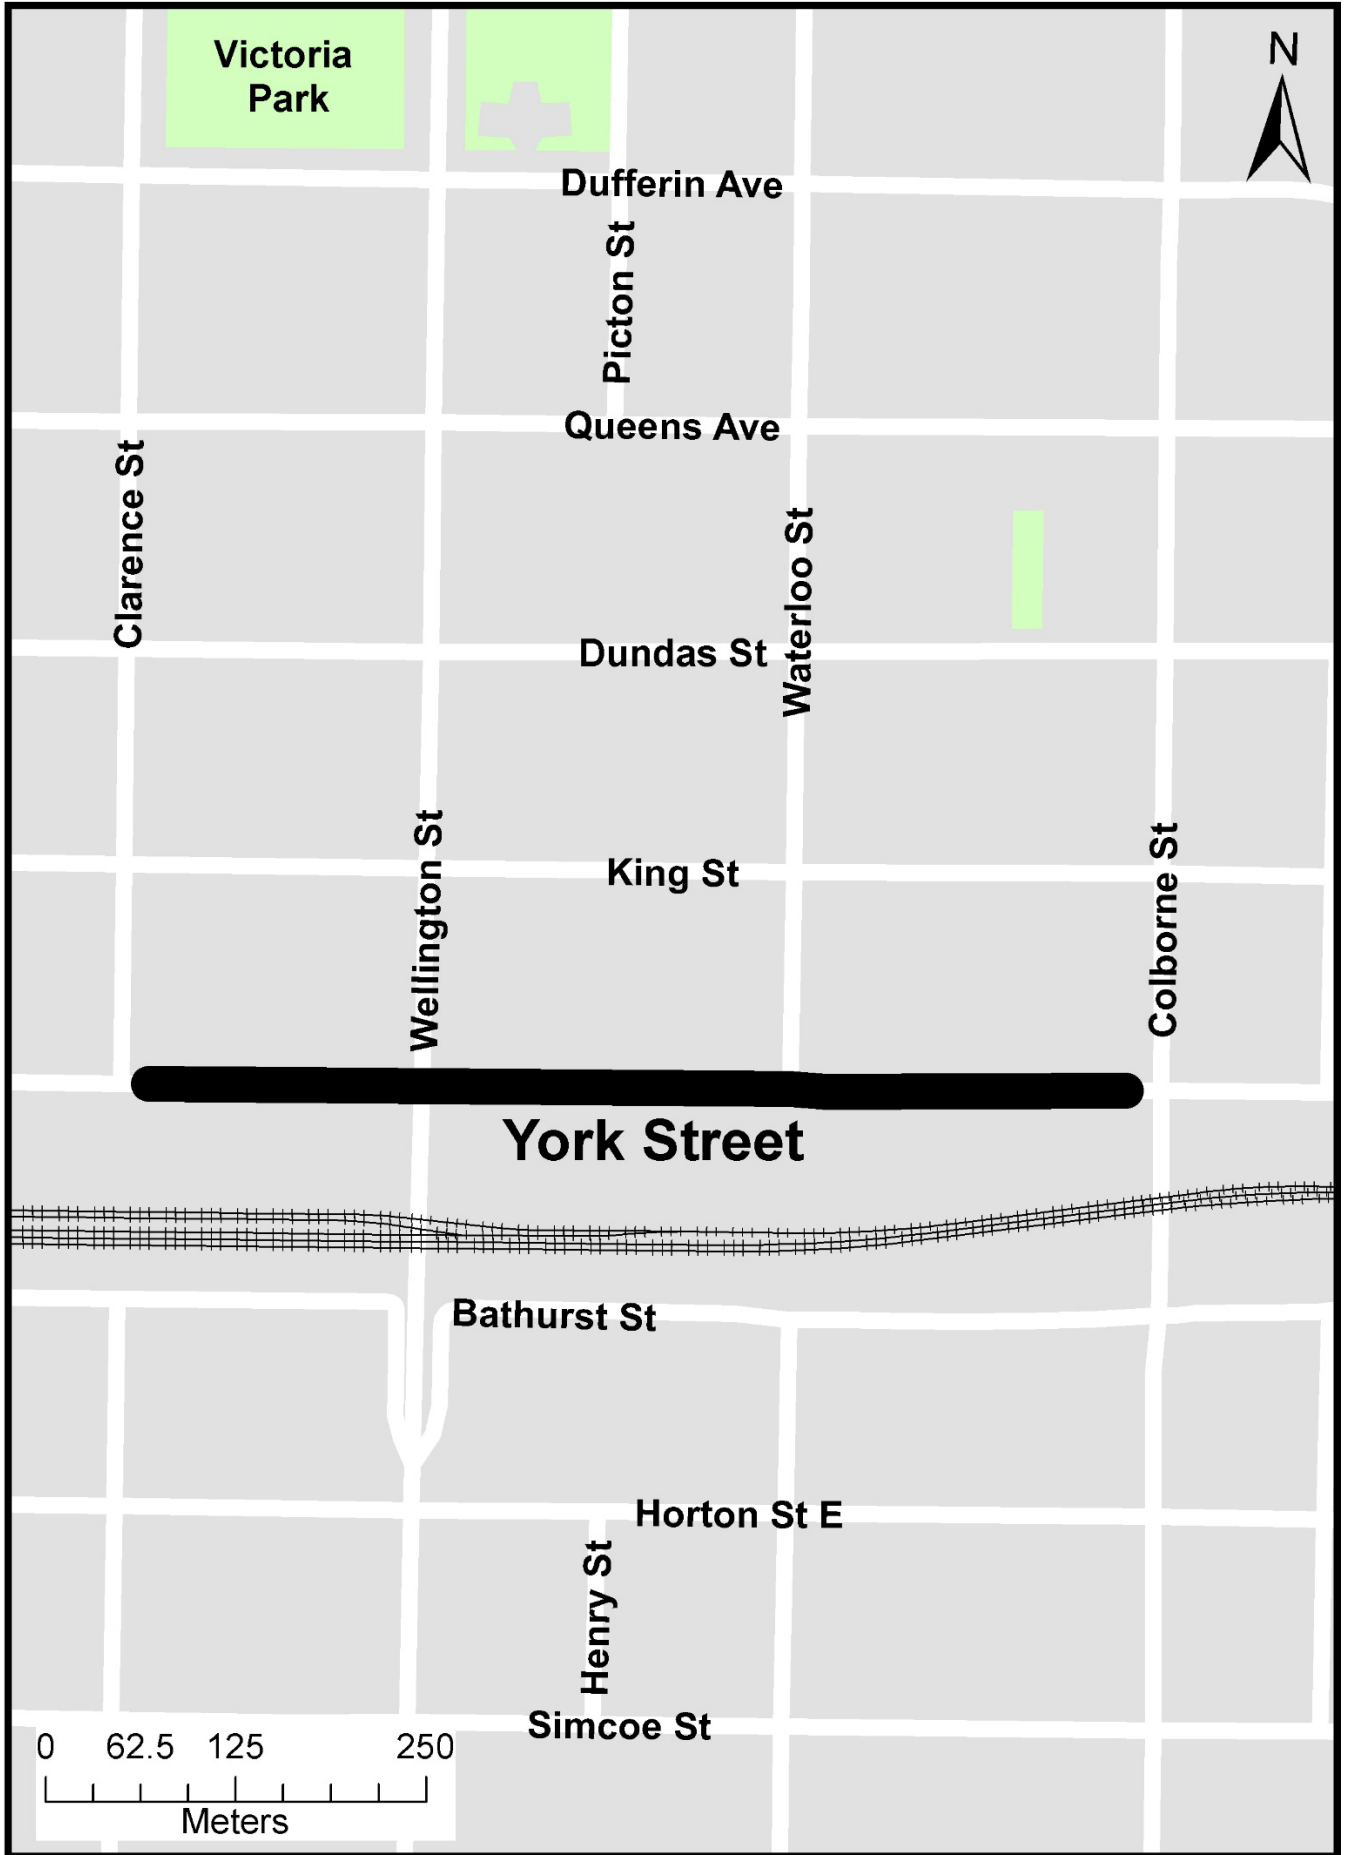 Victoria
Park
N
Dufferin Ave
Picton St
Queens Ave
Clarence St
Waterloo St
Dundas St
Wellington St
King St
Colborne St
York Street
Bathurst St
Horton St E
Henry St
Simcoe St
0 62.5 125 250
Meters